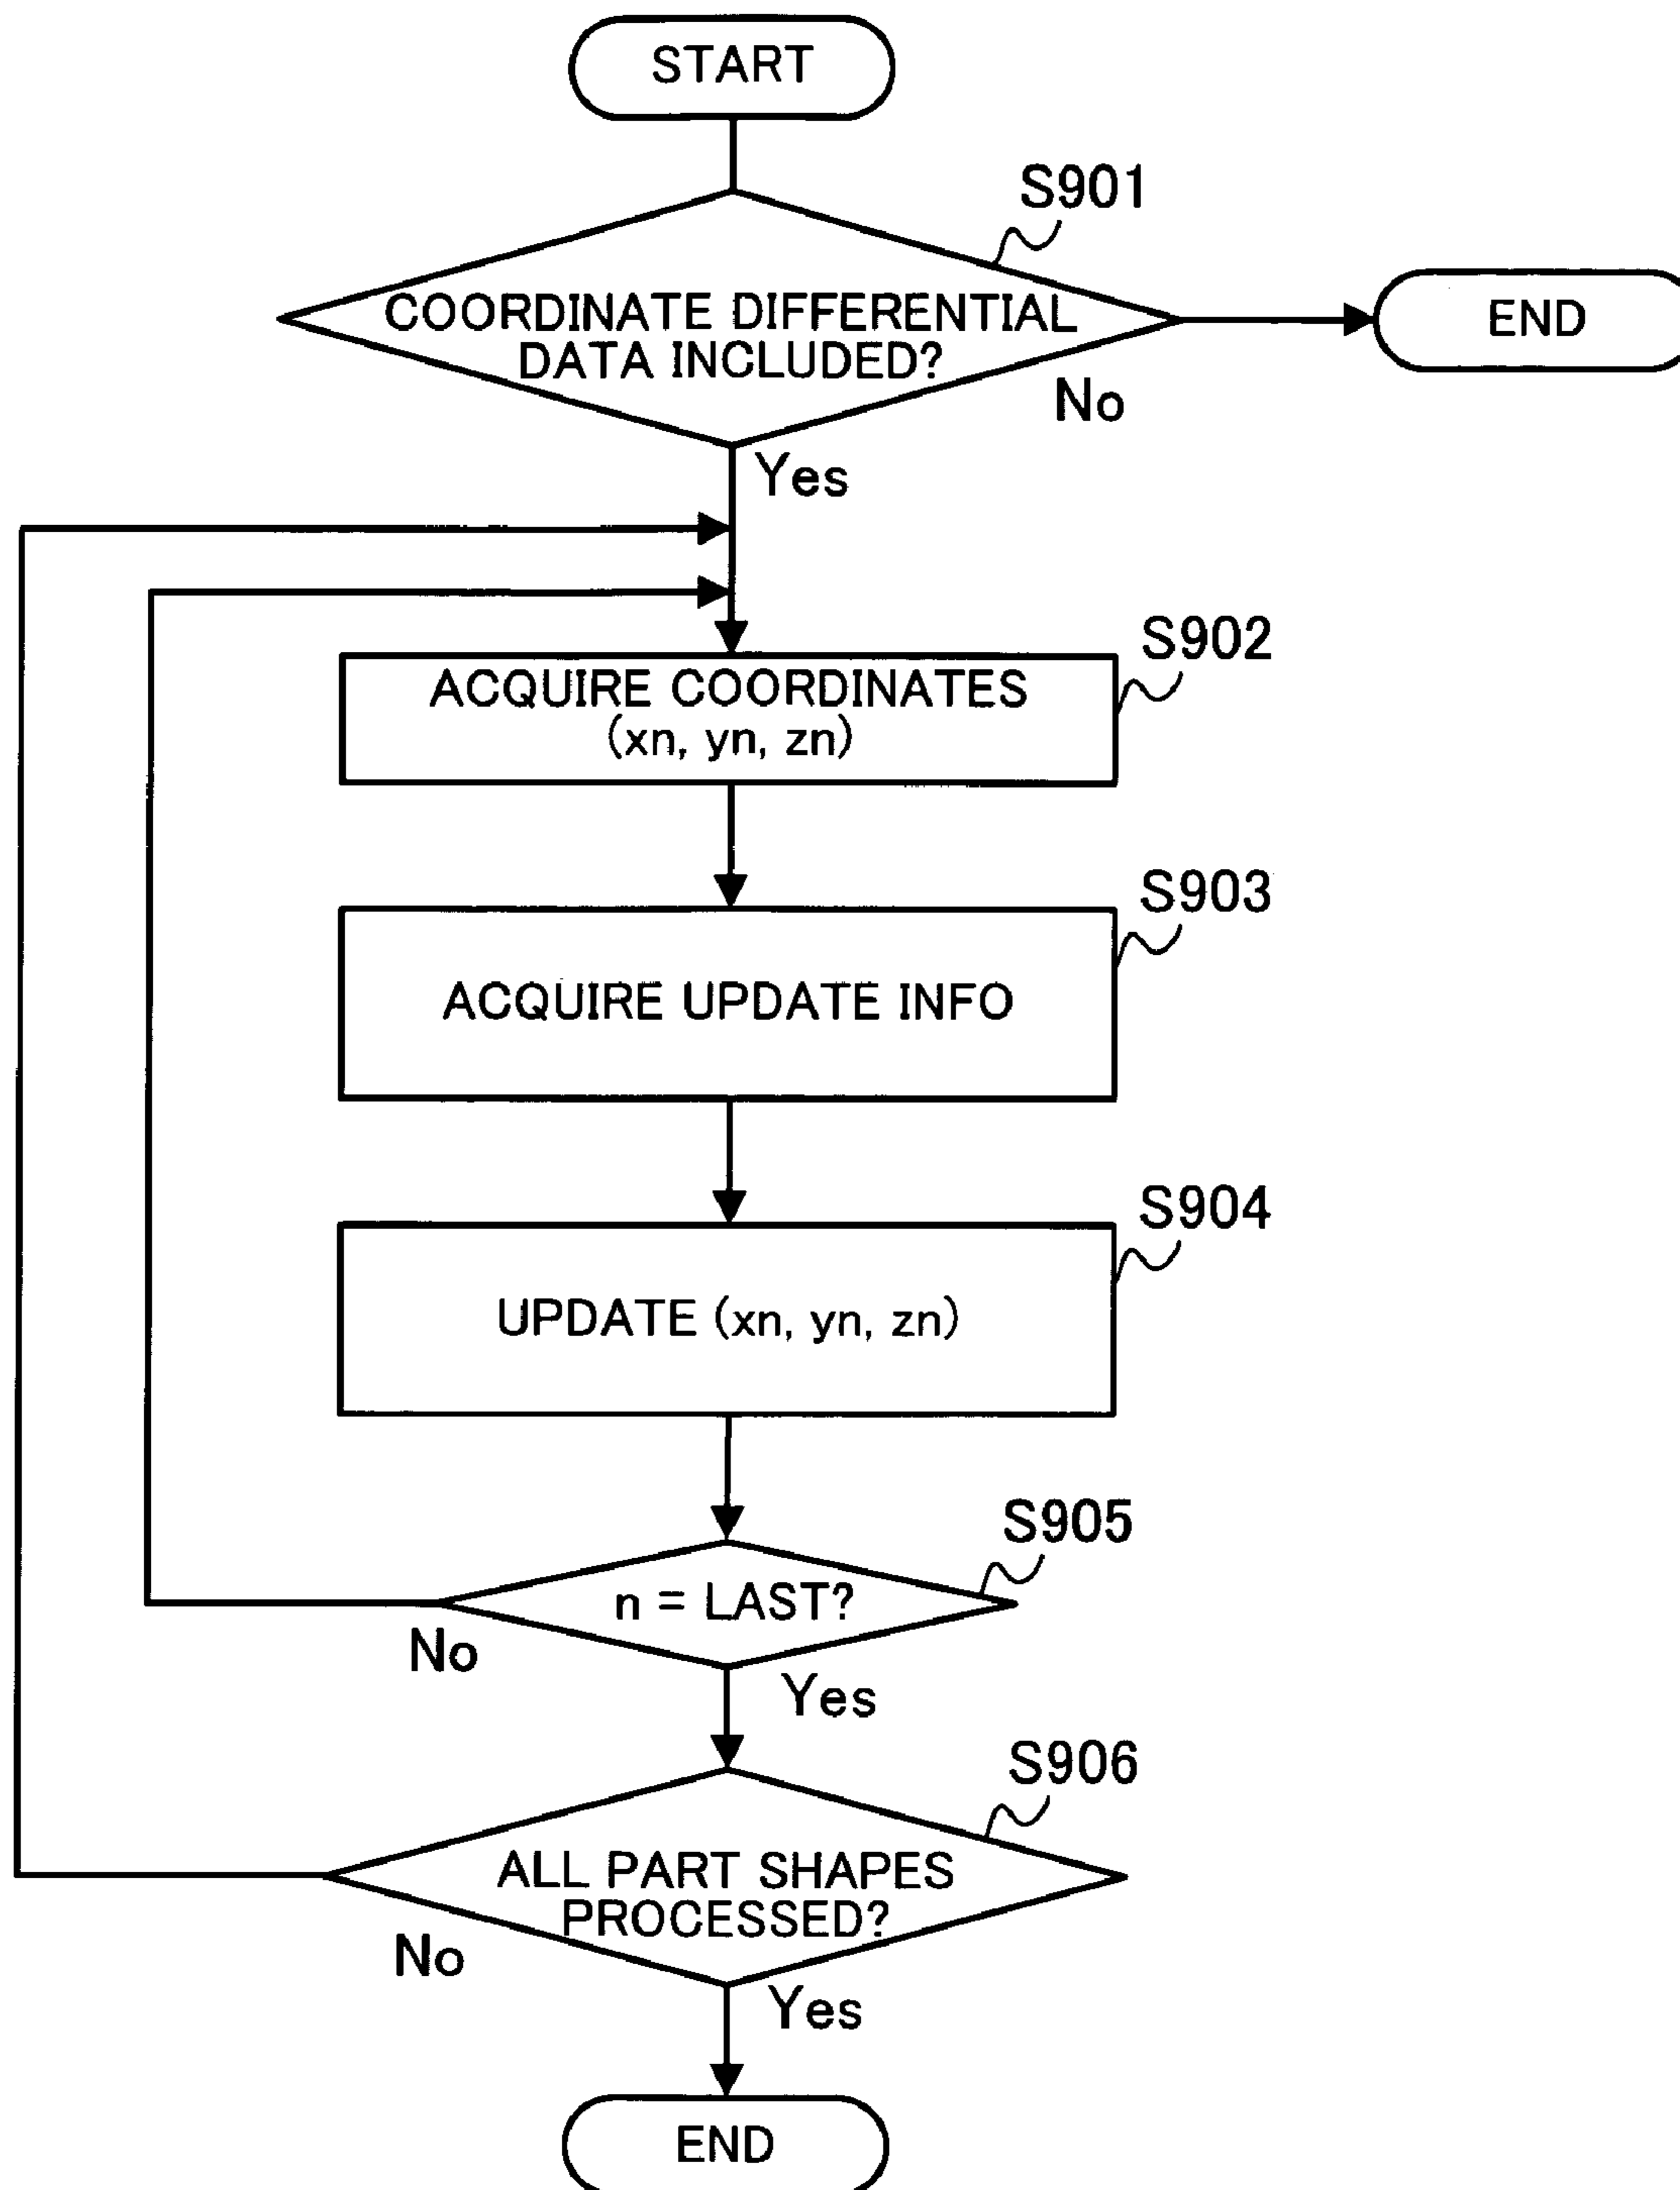 START
S901
COORDINATE DIFFERENTIAL
DATA INCLUDED?
END
No
Yes
S902
ACQUIRE COORDINATES
(xn, yn, zn)
S903
ACQUIRE UPDATE INFO
S904
UPDATE (xn, yn, zn)
S905
n = LAST?
No
Yes
S906
ALL PART SHAPES
PROCESSED?
No
Yes
END